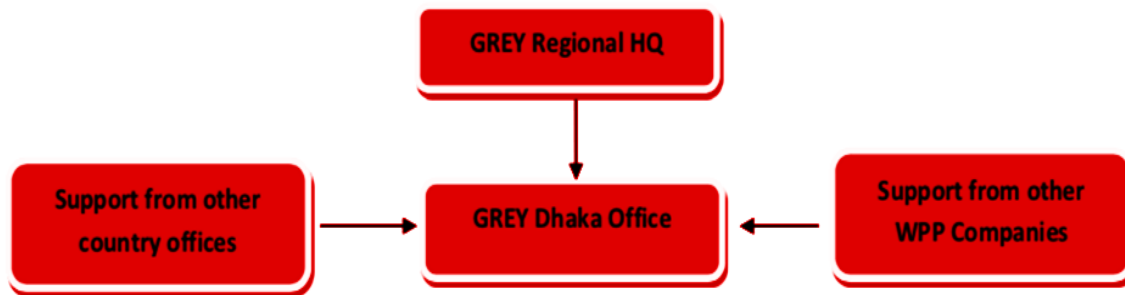 GREY Regional HQ
Support from other
country offices
GREY Dhaka Office
Support from other
WPP Companies